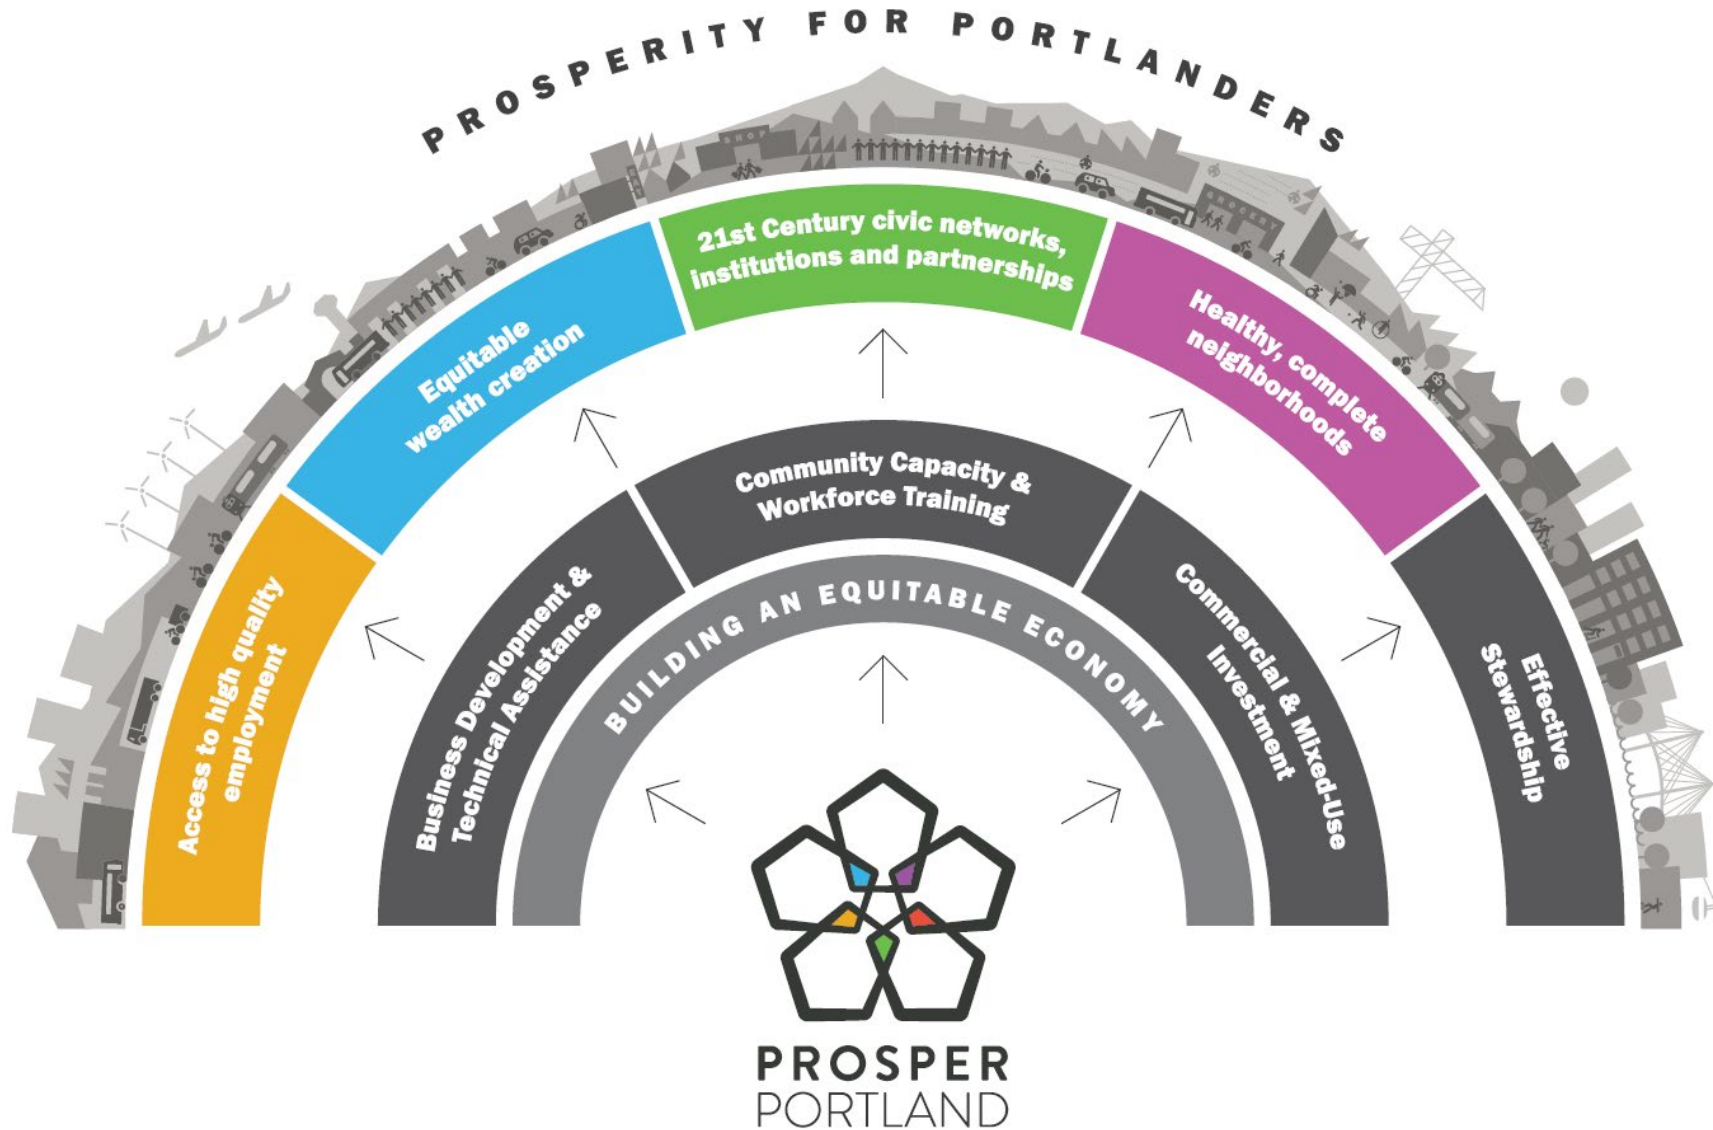 PROSPERITY FOR PORTLANDERS
SHOP
GROCERY
21st Century civic networks,
institutions and partnerships
Equitable
wealth creation
Healthy, complete
neighborhoods
Access to high quality
employment
Effective
Stewardship
Community Capacity &
Workforce Training
Business Development &
Technical Assistance
Commercial & Mixed-Use
Investment
BUILDING AN EQUITABLE ECONOMY
PROSPER
PORTLAND